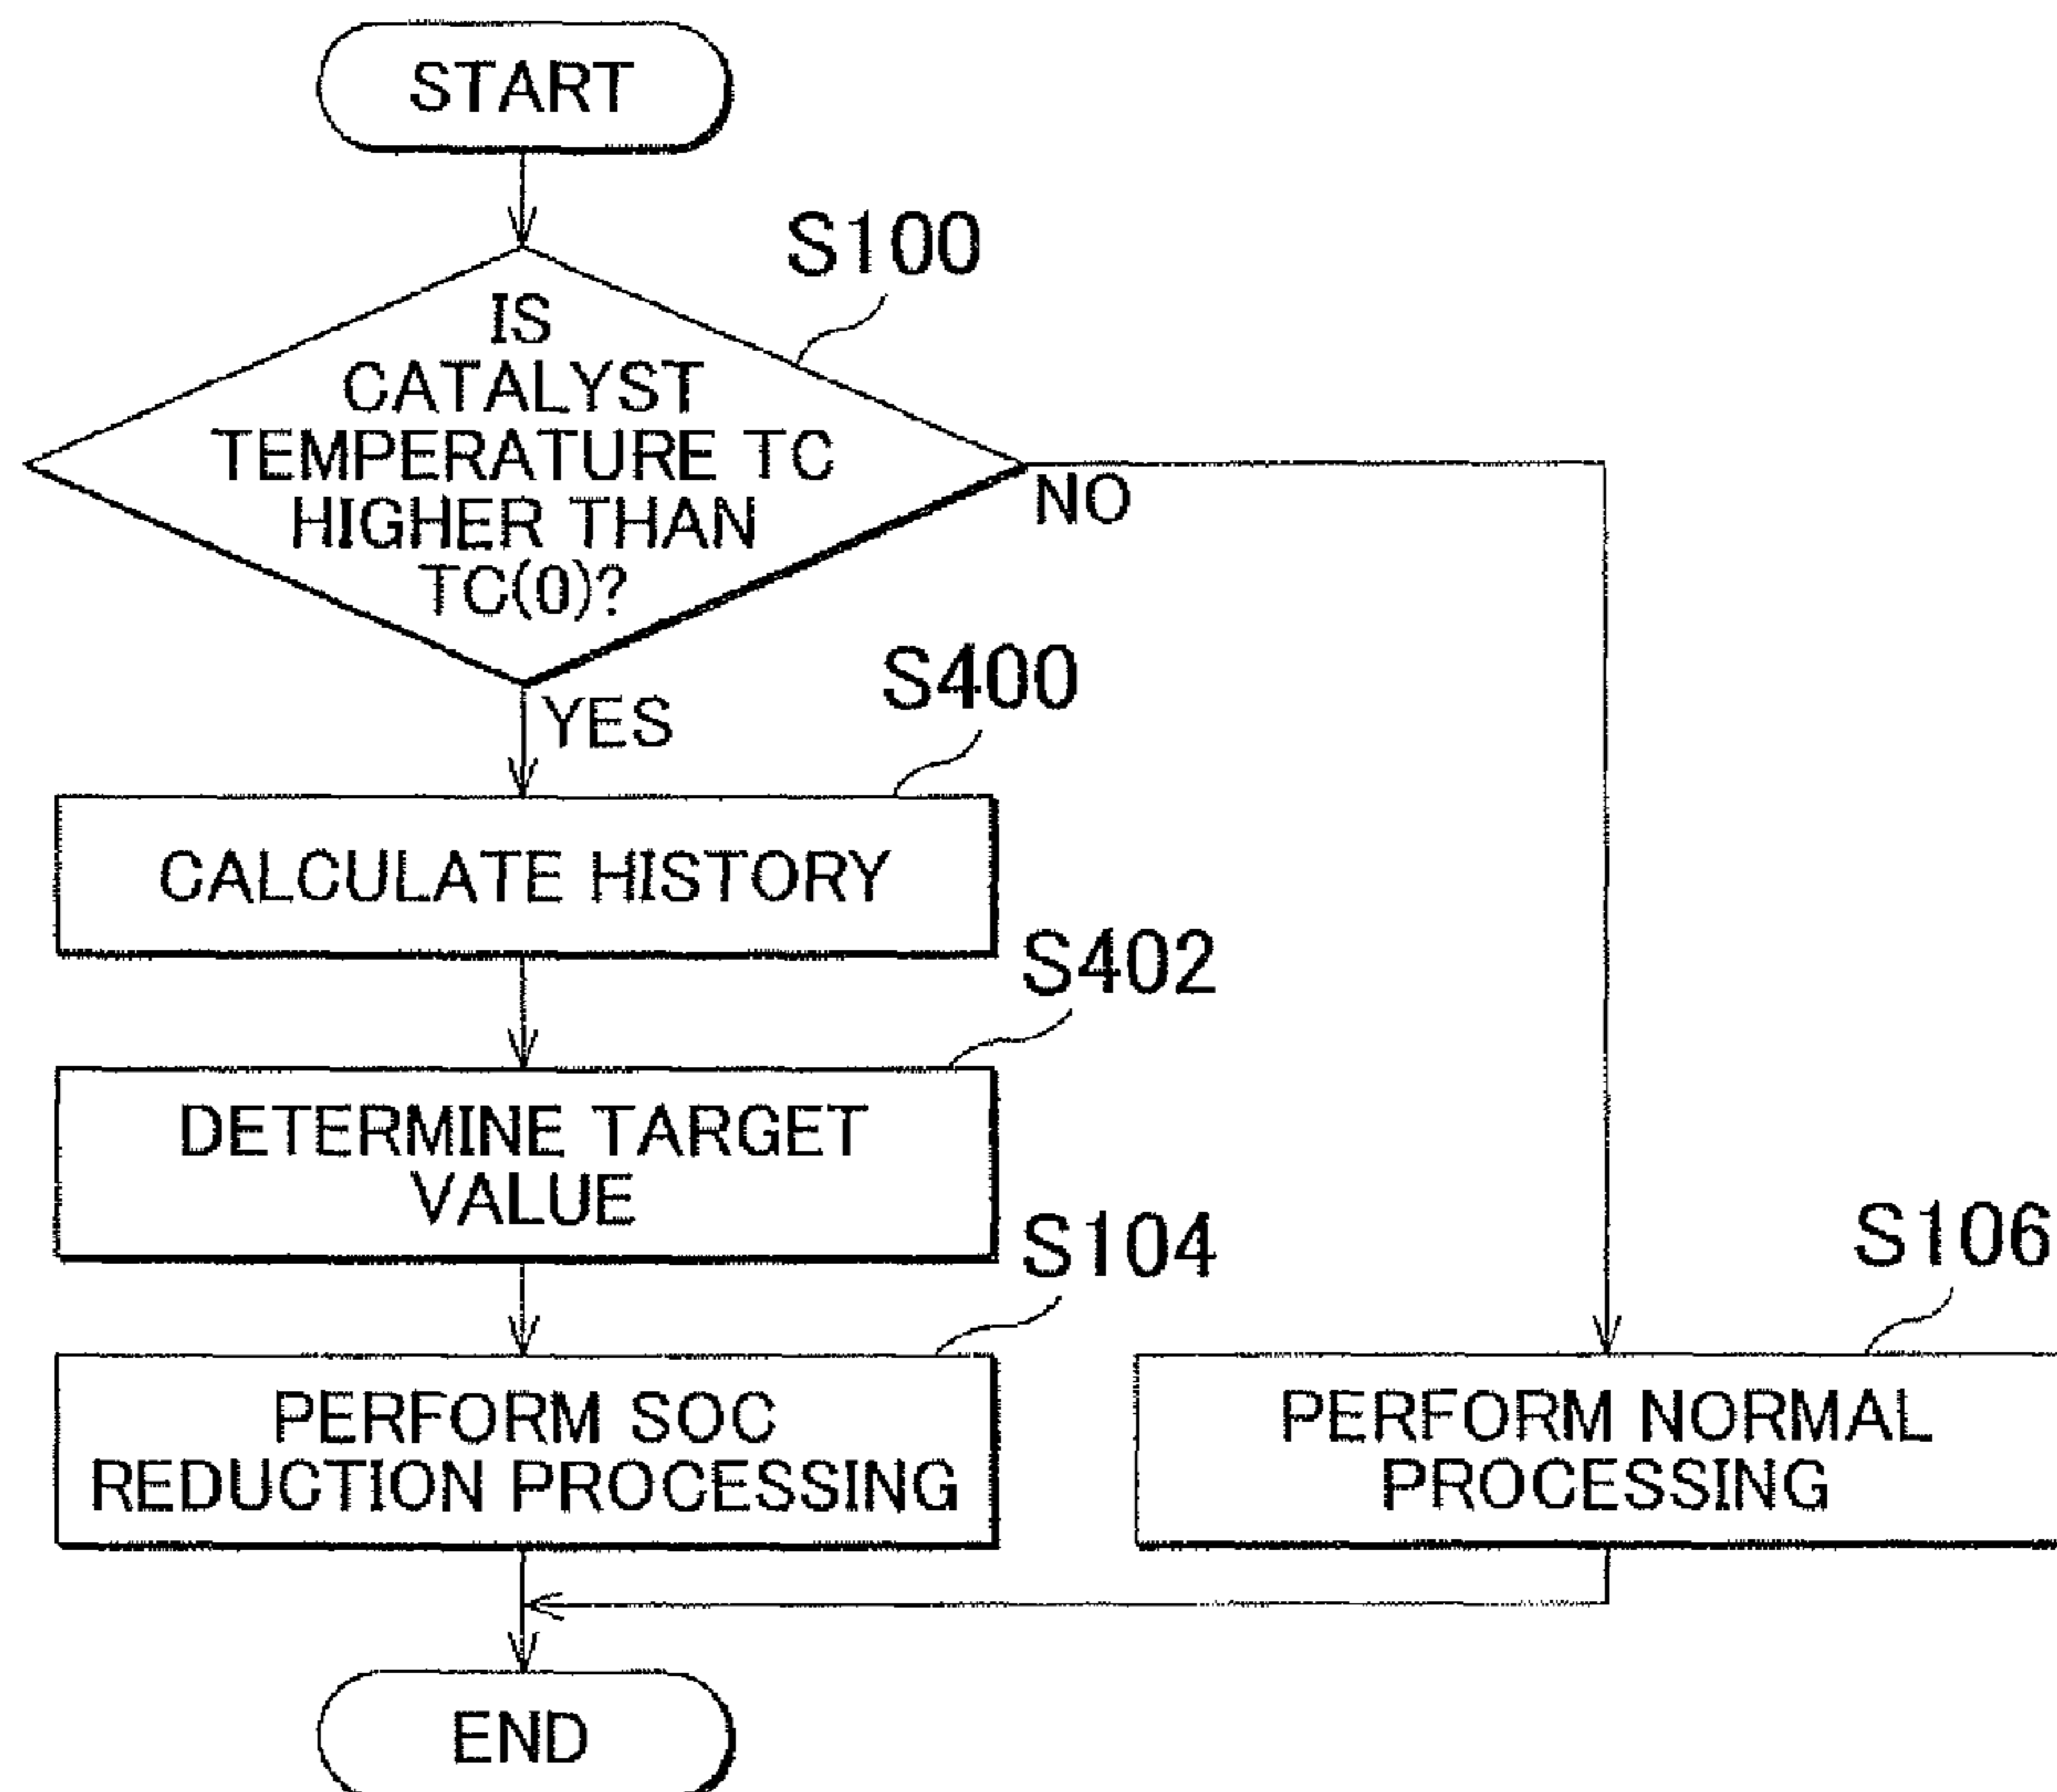 START
S100
IS
CATALYST
TEMPERATURE TC
HIGHER THAN
TC(0)?
NO
YES
S400
CALCULATE HISTORY
S402
DETERMINE TARGET
VALUE
S104
PERFORM SOC
REDUCTION PROCESSING
S106
PERFORM NORMAL
PROCESSING
END